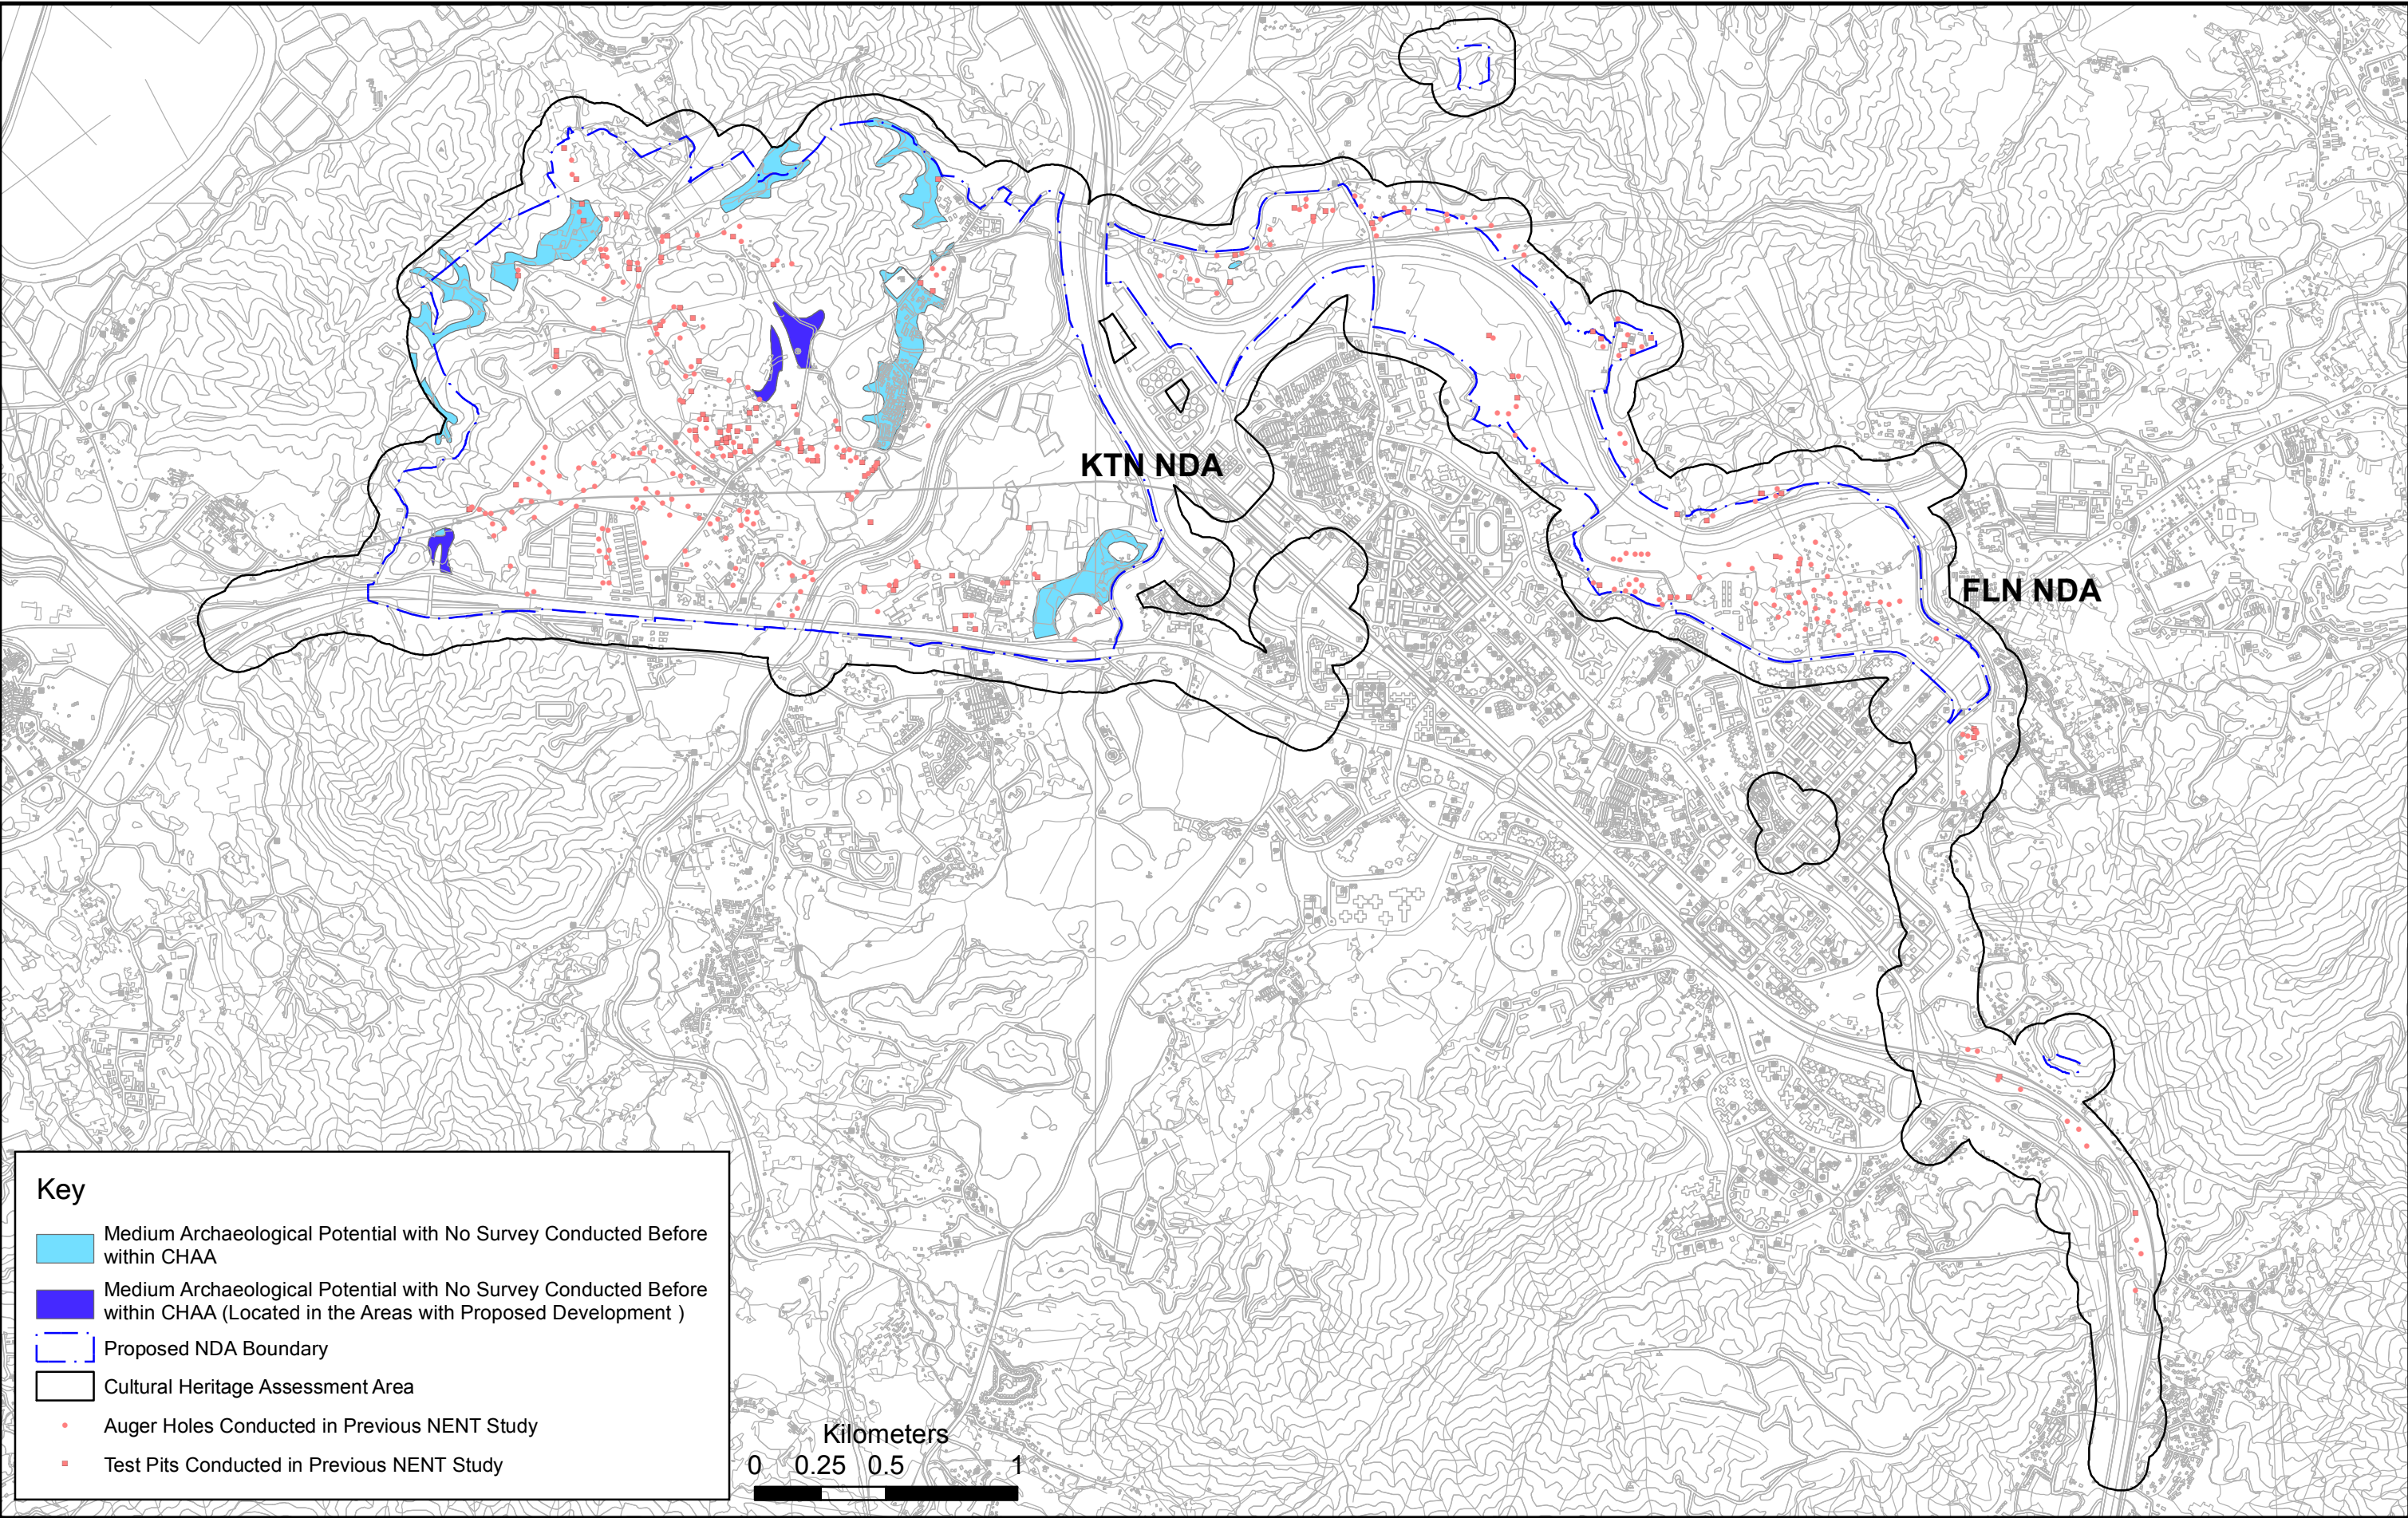 KTN NDA
FLN NDA
Key
Medium Archaeological Potential with No Survey Conducted Before
within CHAA
Medium Archaeological Potential with No Survey Conducted Before
within CHAA (Located in the Areas with Proposed Development )
Proposed NDA Boundary
Cultural Heritage Assessment Area
Auger Holes Conducted in Previous NENT Study
Test Pits Conducted in Previous NENT Study
Kilometers
0 0.25 0.5 1